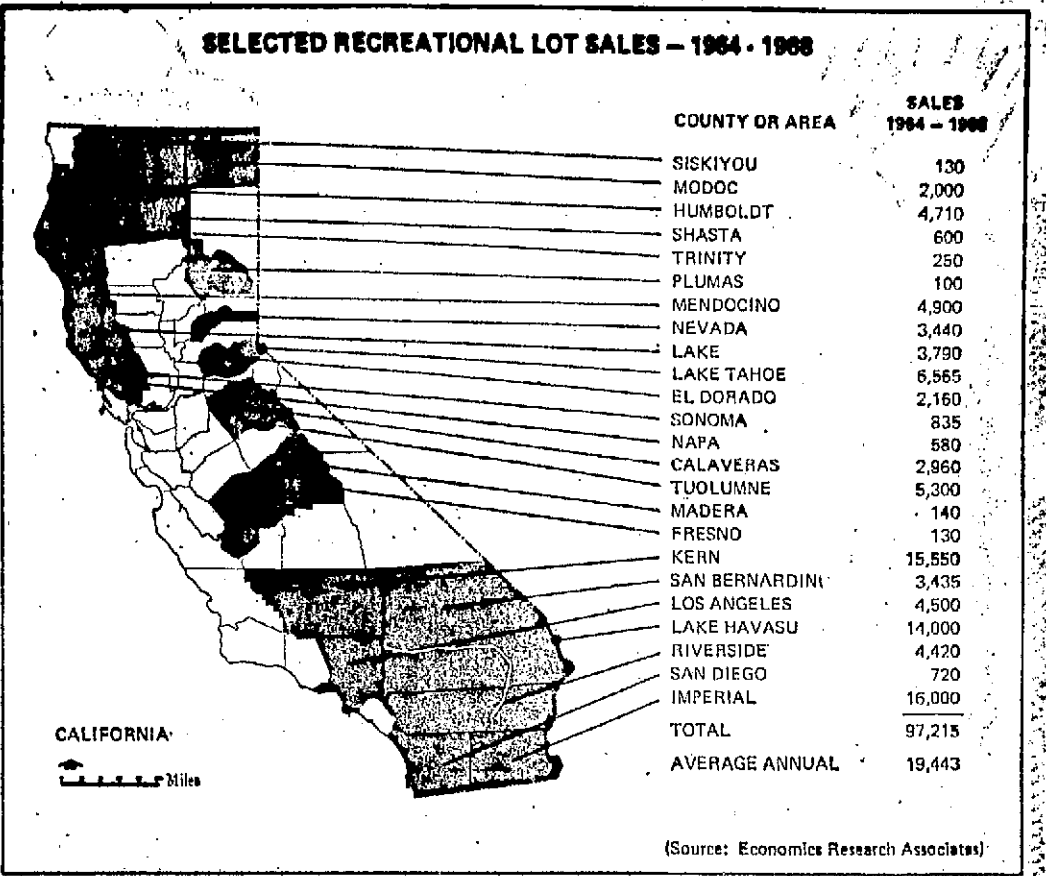 SELECTED RECREATIONAL LOT SALES – 1964 - 1968
COUNTY OR AREA SALES 1964 – 1968
SISKIYOU 130
MODOC 2,000
HUMBOLDT 4,710
SHASTA 600
TRINITY 250
PLUMAS 100
MENDOCINO 4,900
NEVADA 3,440
LAKE 3,790
LAKE TAHOE 6,565
EL DORADO 2,160
SONOMA 835
NAPA 580
CALAVERAS 2,960
TUOLUMNE 5,300
MADERA 140
FRESNO 130
KERN 15,550
SAN BERNARDINO 3,435
LOS ANGELES 4,500
LAKE HAVASU 14,000
RIVERSIDE 4,420
SAN DIEGO 720
IMPERIAL 16,000
TOTAL 97,215
AVERAGE ANNUAL 19,443
CALIFORNIA
Miles
(Source: Economics Research Associates)